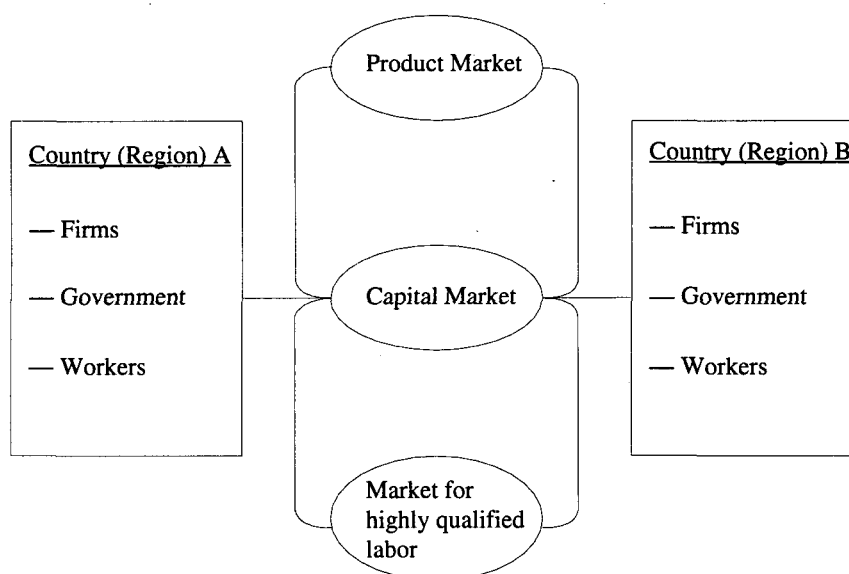 Product Market
Country (Region) A
— Firms
— Government
— Workers
Capital Market
Country (Region) B
— Firms
— Government
— Workers
Market for
highly qualified
labor